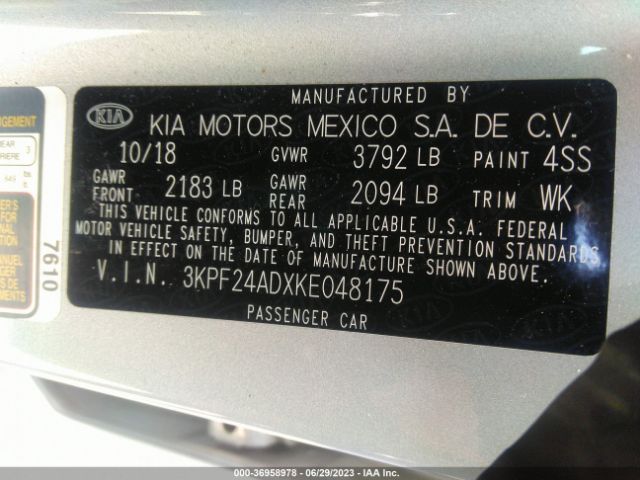 MANUFACTURED BY
KIA KIA MOTORS MEXICO S.A. DE C.V.
10/18 GVWR 3792 LB PAINT 4SS
GAWR FRONT 2183 LB GAWR REAR 2094 LB TRIM WK
THIS VEHICLE CONFORMS TO ALL APPLICABLE U.S.A. FEDERAL
MOTOR VEHICLE SAFETY, BUMPER, AND THEFT PREVENTION STANDARDS
IN EFFECT ON THE DATE OF MANUFACTURE SHOWN ABOVE.
V.I.N. 3KPF24ADXKE048175
PASSENGER CAR
7610
000-36958978 - 06/29/2023 - IAA Inc.